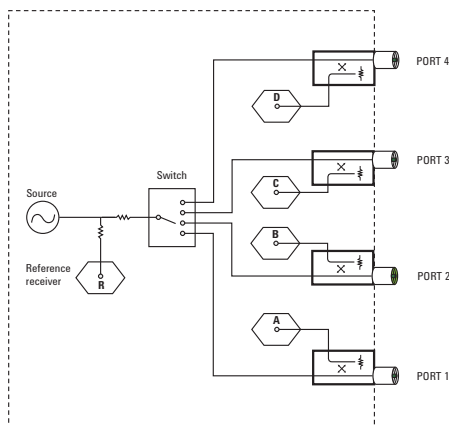 PORT 4
D
PORT 3
Switch
C
Source
B
Reference
receiver
R
PORT 2
A
PORT 1